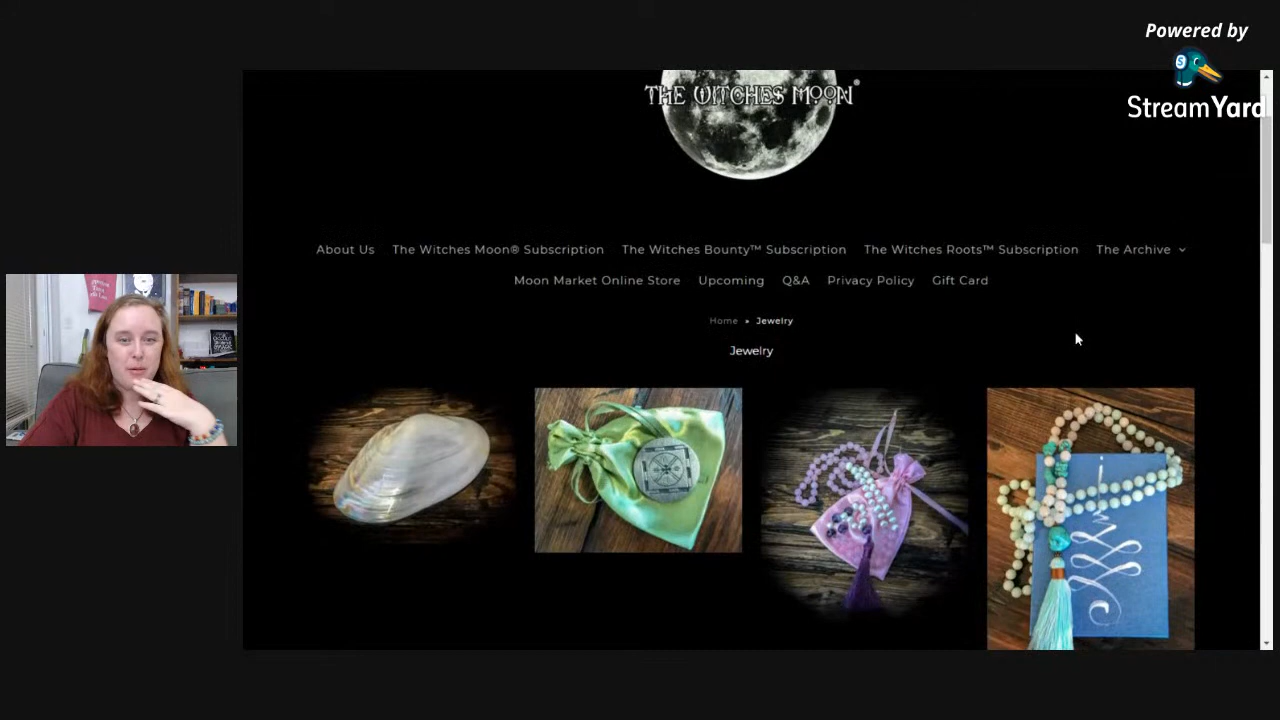 Powered by
StreamYard
THE WITCHES MOON®
About Us The Witches Moon® Subscription The Witches Bounty™ Subscription The Witches Roots™ Subscription The Archive
Moon Market Online Store Upcoming Q&A Privacy Policy Gift Card
Home • Jewelry
Jewelry